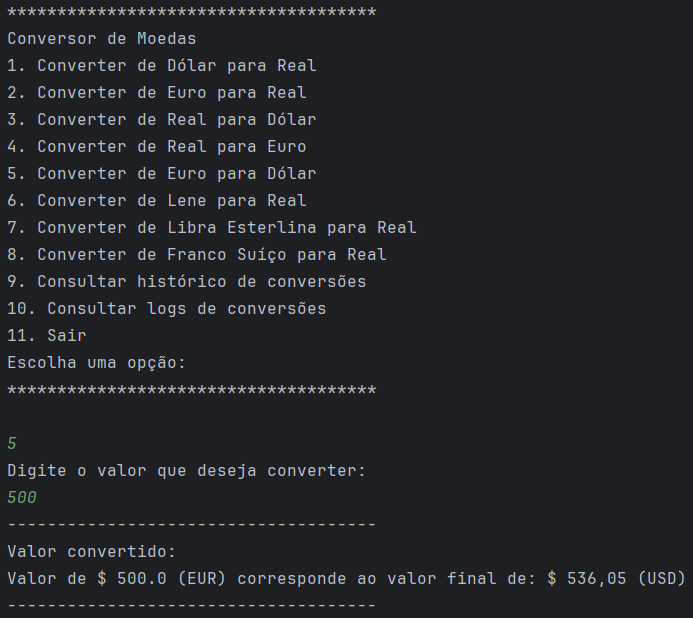 *************************************
Conversor de Moedas
1. Converter de Dólar para Real
2. Converter de Euro para Real
3. Converter de Real para Dólar
4. Converter de Real para Euro
5. Converter de Euro para Dólar
6. Converter de Lene para Real
7. Converter de Libra Esterlina para Real
8. Converter de Franco Suíço para Real
9. Consultar histórico de conversões
10. Consultar logs de conversões
11. Sair
Escolha uma opção:
*************************************
5
Digite o valor que deseja converter:
500
-------------------------------------
Valor convertido:
Valor de $ 500.0 (EUR) corresponde ao valor final de: $ 536,05 (USD)
-------------------------------------